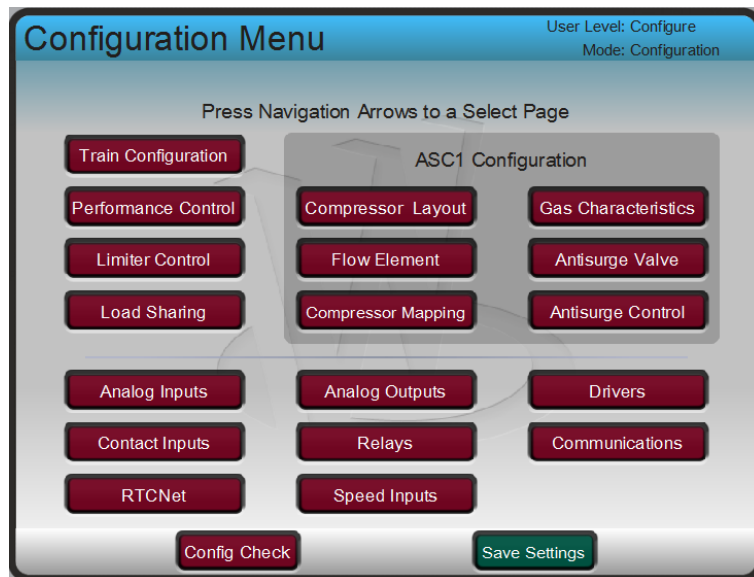 Configuration Menu
User Level: Configure
Mode: Configuration
Press Navigation Arrows to a Select Page
Train Configuration
ASC1 Configuration
Performance Control
Compressor Layout
Gas Characteristics
Limiter Control
Flow Element
Antisurge Valve
Load Sharing
Compressor Mapping
Antisurge Control
Analog Inputs
Analog Outputs
Drivers
Contact Inputs
Relays
Communications
RTCNet
Speed Inputs
Config Check
Save Settings